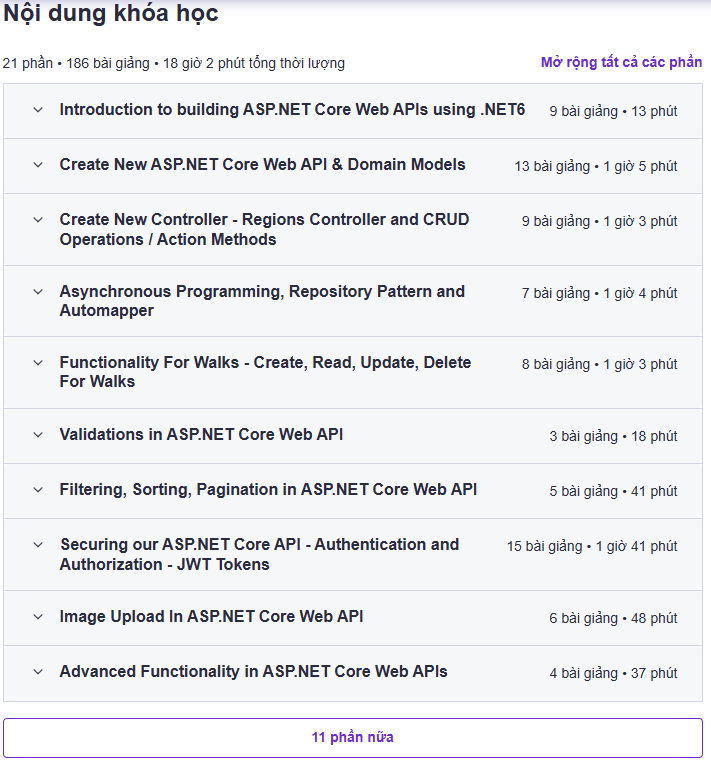 Nội dung khóa học
21 phần • 186 bài giảng • 18 giờ 2 phút tổng thời lượng
Mở rộng tất cả các phần
Introduction to building ASP.NET Core Web APIs using .NET6
9 bài giảng • 13 phút
Create New ASP.NET Core Web API & Domain Models
13 bài giảng • 1 giờ 5 phút
Create New Controller - Regions Controller and CRUD
Operations / Action Methods
9 bài giảng • 1 giờ 3 phút
Asynchronous Programming, Repository Pattern and
Automapper
7 bài giảng • 1 giờ 4 phút
Functionality For Walks - Create, Read, Update, Delete
For Walks
8 bài giảng • 1 giờ 3 phút
Validations in ASP.NET Core Web API
3 bài giảng • 18 phút
Filtering, Sorting, Pagination in ASP.NET Core Web API
5 bài giảng • 41 phút
Securing our ASP.NET Core API - Authentication and
Authorization - JWT Tokens
15 bài giảng • 1 giờ 41 phút
Image Upload In ASP.NET Core Web API
6 bài giảng • 48 phút
Advanced Functionality in ASP.NET Core Web APIs
4 bài giảng • 37 phút
11 phần nữa